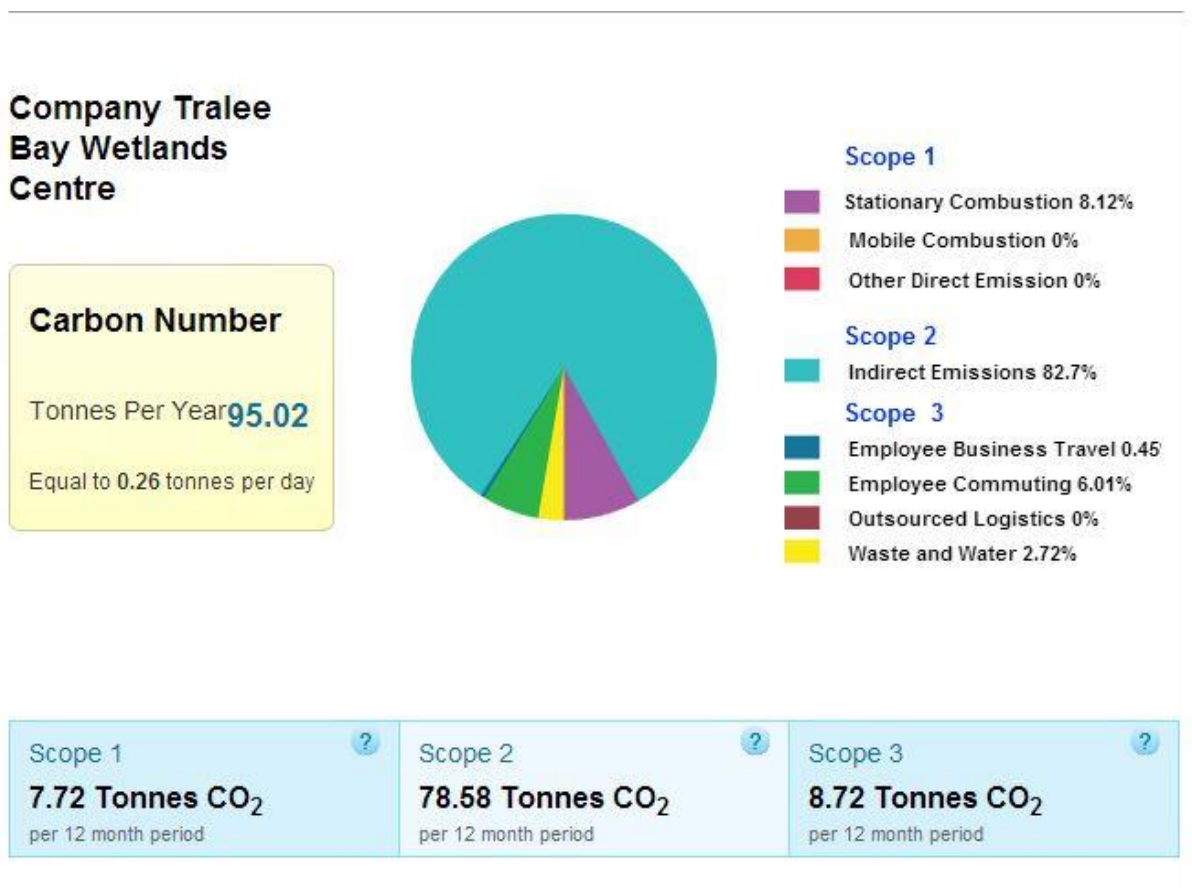 Company Tralee
Bay Wetlands
Centre
Carbon Number
Tonnes Per Year95.02
Equal to 0.26 tonnes per day
Scope 1
Stationary Combustion 8.12%
Mobile Combustion 0%
Other Direct Emission 0%
Scope 2
Indirect Emissions 82.7%
Scope 3
Employee Business Travel 0.45
Employee Commuting 6.01%
Outsourced Logistics 0%
Waste and Water 2.72%
Scope 1 ?
7.72 Tonnes CO₂
per 12 month period
Scope 2 ?
78.58 Tonnes CO₂
per 12 month period
Scope 3 ?
8.72 Tonnes CO₂
per 12 month period